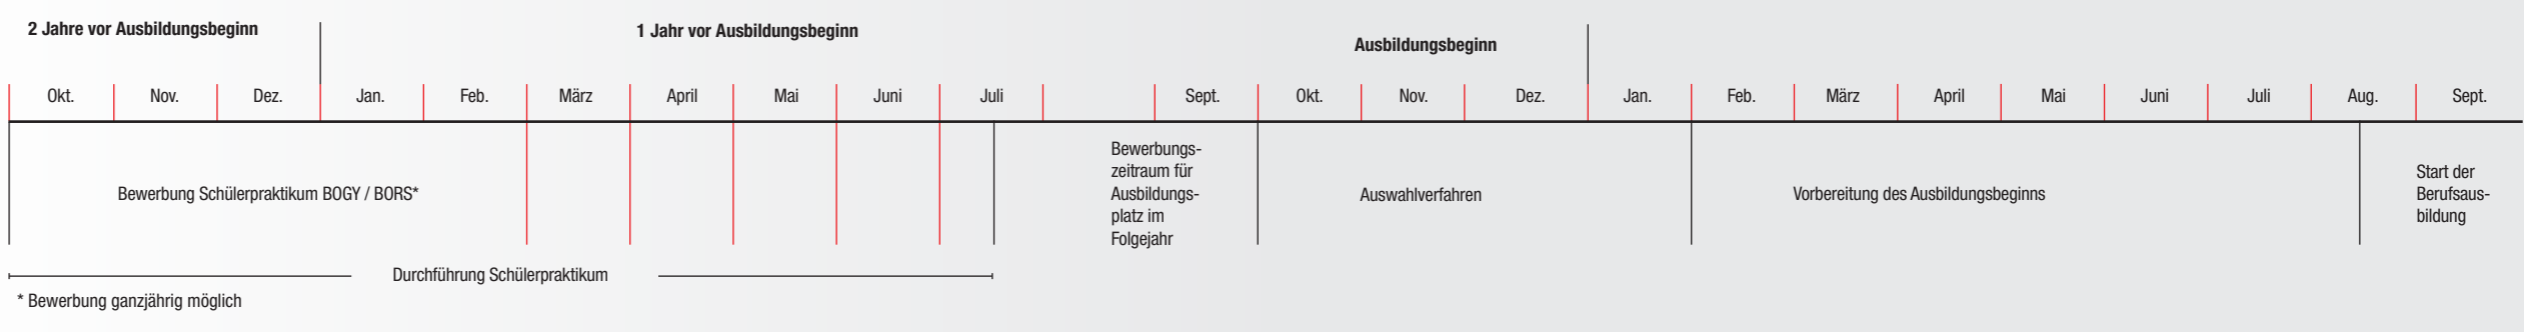 2 Jahre vor Ausbildungsbeginn
1 Jahr vor Ausbildungsbeginn
Ausbildungsbeginn
Okt. Nov. Dez. Jan. Feb. März April Mai Juni Juli Sept. Okt. Nov. Dez. Jan. Feb. März April Mai Juni Juli Aug. Sept.
Bewerbung Schülerpraktikum BOGY / BORS*
Bewerbungs-
zeitraum für
Ausbildungs-
platz im
Folgejahr
Auswahlverfahren
Vorbereitung des Ausbildungsbeginns
Start der
Berufsaus-
bildung
Durchführung Schülerpraktikum
* Bewerbung ganzjährig möglich